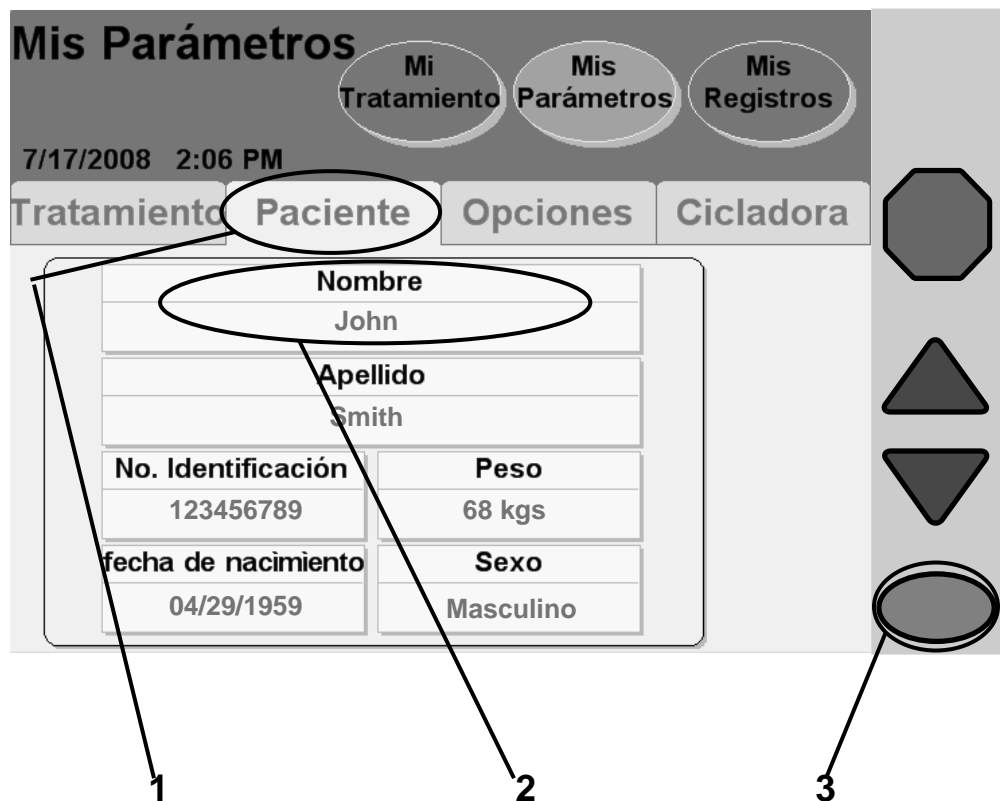 Mis Parámetros
Mi
Tratamiento
Mis
Parámetros
Mis
Registros
7/17/2008 2:06 PM
Tratamiento
Paciente
Opciones
Cicladora
Nombre
John
Apellido
Smith
No. Identificación
Peso
123456789
68 kgs
fecha de nacimiento
Sexo
04/29/1959
Masculino
1
2
3